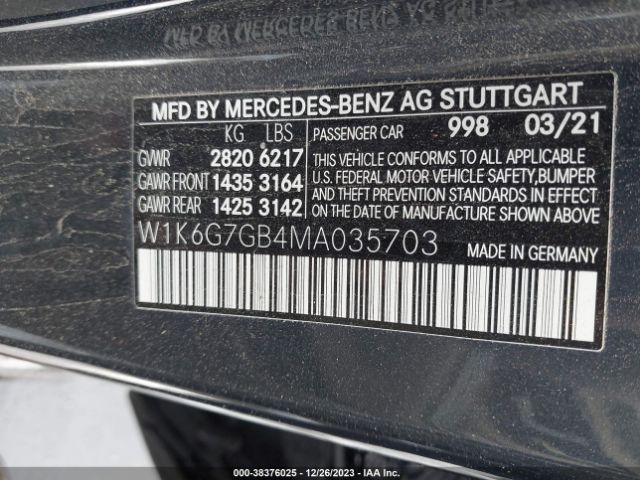 MFD BY MERCEDES-BENZ AG STUTTGART
KG LBS PASSENGER CAR 998 03/21
GVWR 2820 6217
GAWR FRONT 1435 3164
GAWR REAR 1425 3142
THIS VEHICLE CONFORMS TO ALL APPLICABLE
U.S. FEDERAL MOTOR VEHICLE SAFETY,BUMPER
AND THEFT PREVENTION STANDARDS IN EFFECT
ON THE DATE OF MANUFACTURE SHOWN ABOVE.
W1K6G7GB4MA035703 MADE IN GERMANY
000-38376025 - 12/26/2023 - IAA Inc.